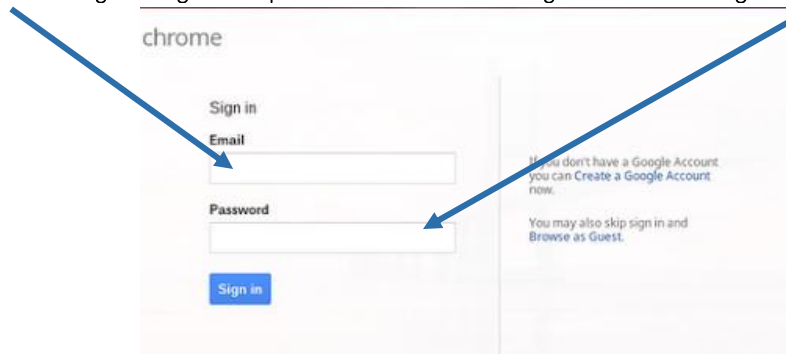 chrome
Sign in
Email
Password
Sign in
If you don't have a Google Account
you can Create a Google Account
now.
You may also skip sign in and
Browse as Guest.